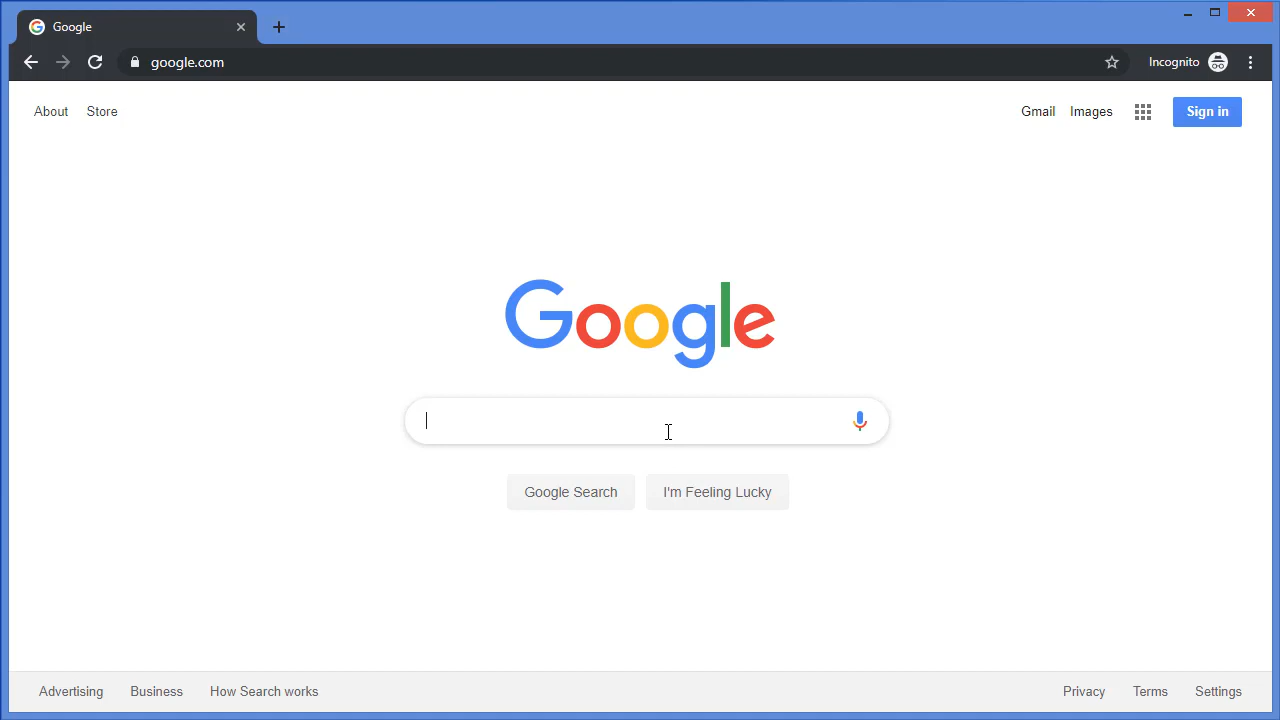 Google
google.com
Incognito
About Store
Gmail Images Sign in
Google
Google Search I'm Feeling Lucky
Advertising Business How Search works
Privacy Terms Settings